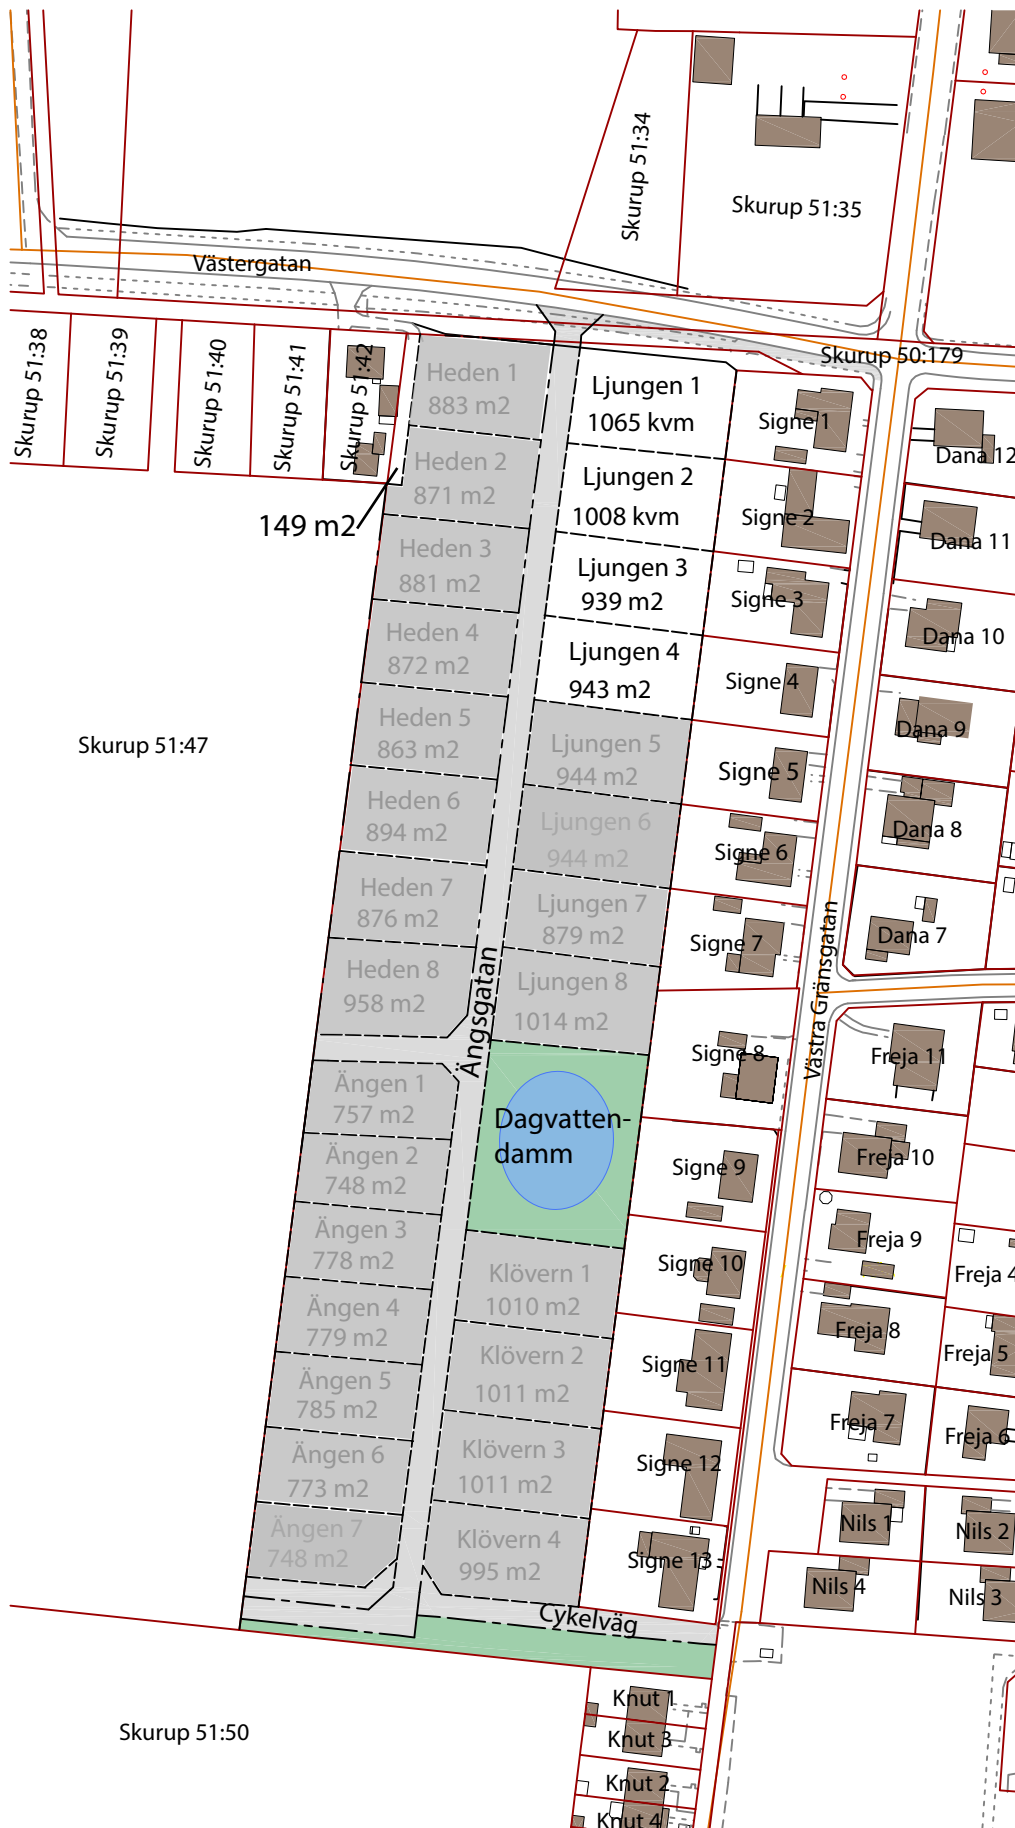 Skurup 51:34
Skurup 51:35
Västergatan
Skurup 50:179
Skurup 51:38
Skurup 51:39
Skurup 51:40
Skurup 51:41
Skurup 51:42
Heden 1
883 m2
Ljungen 1
1065 kvm
Signe 1
Dana 12
Heden 2
871 m2
149 m2
Ljungen 2
1008 kvm
Signe 2
Dana 11
Heden 3
881 m2
Ljungen 3
939 m2
Signe 3
Dana 10
Heden 4
872 m2
Ljungen 4
943 m2
Signe 4
Dana 9
Skurup 51:47
Heden 5
863 m2
Ljungen 5
944 m2
Signe 5
Dana 8
Heden 6
894 m2
Ljungen 6
944 m2
Signe 6
Heden 7
876 m2
Ljungen 7
879 m2
Signe 7
Dana 7
Västra Gränsgatan
Heden 8
958 m2
Ängsgatan
Ljungen 8
1014 m2
Signe 8
Freja 11
Ängen 1
757 m2
Dagvatten-
damm
Ängen 2
748 m2
Signe 9
Freja 10
Ängen 3
778 m2
Signe 10
Freja 9
Freja 4
Klövern 1
1010 m2
Ängen 4
779 m2
Freja 8
Freja 5
Klövern 2
1011 m2
Signe 11
Ängen 5
785 m2
Freja 7
Freja 6
Ängen 6
773 m2
Klövern 3
1011 m2
Signe 12
Ängen 7
748 m2
Klövern 4
995 m2
Signe 13
Nils 1
Nils 2
Nils 4
Nils 3
Cykelväg
Skurup 51:50
Knut 1
Knut 3
Knut 2
Knut 4